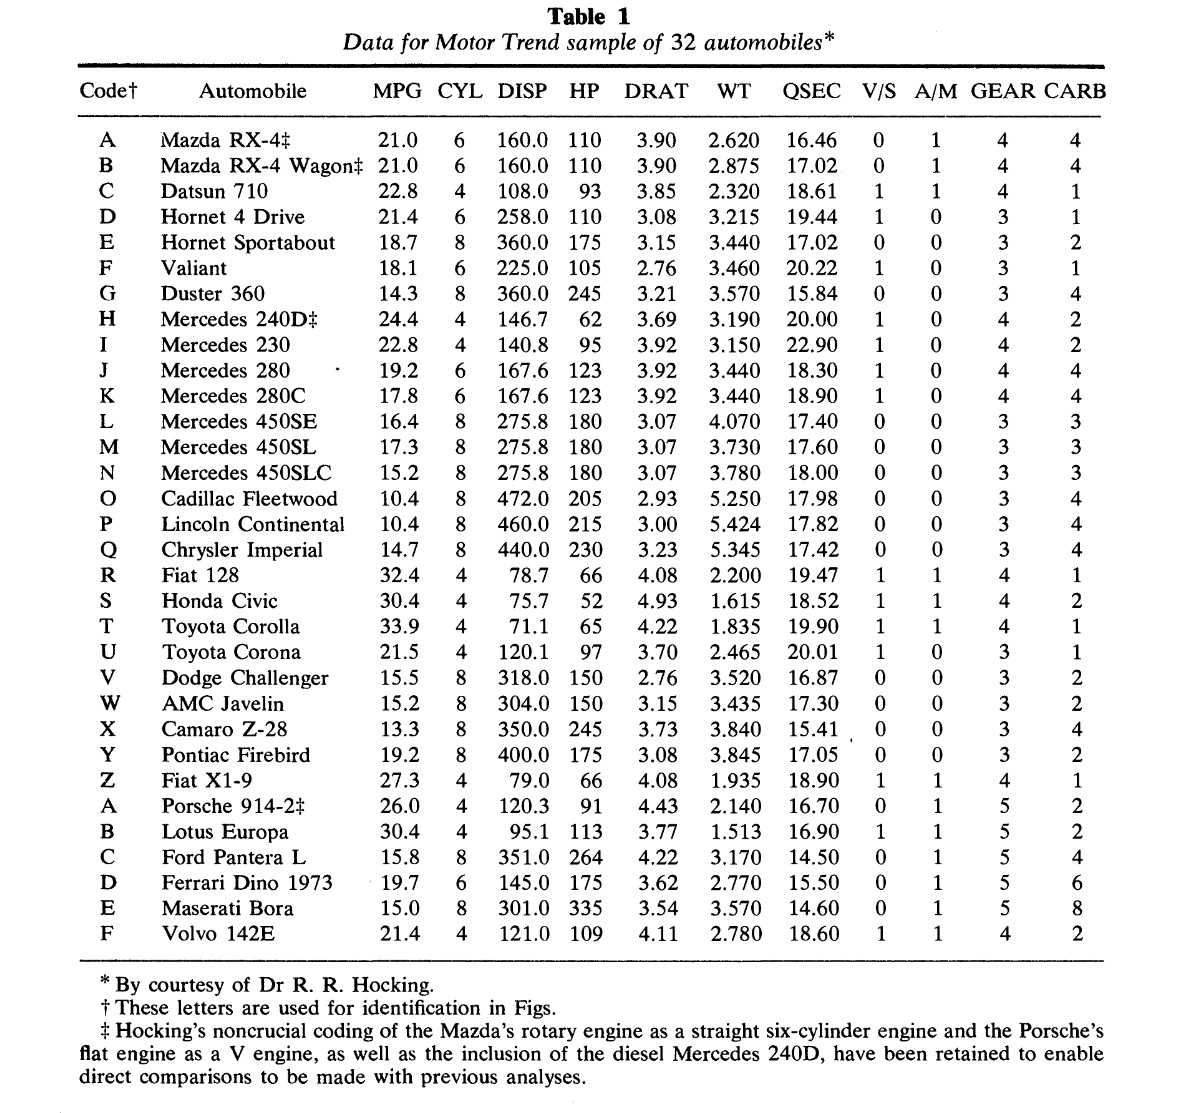 Table 1
Data for Motor Trend sample of 32 automobiles*
Code† Automobile MPG CYL DISP HP DRAT WT QSEC V/S A/M GEAR CARB
A Mazda RX-4‡ 21.0 6 160.0 110 3.90 2.620 16.46 0 1 4 4
B Mazda RX-4 Wagon‡ 21.0 6 160.0 110 3.90 2.875 17.02 0 1 4 4
C Datsun 710 22.8 4 108.0 93 3.85 2.320 18.61 1 1 4 1
D Hornet 4 Drive 21.4 6 258.0 110 3.08 3.215 19.44 1 0 3 1
E Hornet Sportabout 18.7 8 360.0 175 3.15 3.440 17.02 0 0 3 2
F Valiant 18.1 6 225.0 105 2.76 3.460 20.22 1 0 3 1
G Duster 360 14.3 8 360.0 245 3.21 3.570 15.84 0 0 3 4
H Mercedes 240D‡ 24.4 4 146.7 62 3.69 3.190 20.00 1 0 4 2
I Mercedes 230 22.8 4 140.8 95 3.92 3.150 22.90 1 0 4 2
J Mercedes 280 19.2 6 167.6 123 3.92 3.440 18.30 1 0 4 4
K Mercedes 280C 17.8 6 167.6 123 3.92 3.440 18.90 1 0 4 4
L Mercedes 450SE 16.4 8 275.8 180 3.07 4.070 17.40 0 0 3 3
M Mercedes 450SL 17.3 8 275.8 180 3.07 3.730 17.60 0 0 3 3
N Mercedes 450SLC 15.2 8 275.8 180 3.07 3.780 18.00 0 0 3 3
O Cadillac Fleetwood 10.4 8 472.0 205 2.93 5.250 17.98 0 0 3 4
P Lincoln Continental 10.4 8 460.0 215 3.00 5.424 17.82 0 0 3 4
Q Chrysler Imperial 14.7 8 440.0 230 3.23 5.345 17.42 0 0 3 4
R Fiat 128 32.4 4 78.7 66 4.08 2.200 19.47 1 1 4 1
S Honda Civic 30.4 4 75.7 52 4.93 1.615 18.52 1 1 4 2
T Toyota Corolla 33.9 4 71.1 65 4.22 1.835 19.90 1 1 4 1
U Toyota Corona 21.5 4 120.1 97 3.70 2.465 20.01 1 0 3 1
V Dodge Challenger 15.5 8 318.0 150 2.76 3.520 16.87 0 0 3 2
W AMC Javelin 15.2 8 304.0 150 3.15 3.435 17.30 0 0 3 2
X Camaro Z-28 13.3 8 350.0 245 3.73 3.840 15.41 0 0 3 4
Y Pontiac Firebird 19.2 8 400.0 175 3.08 3.845 17.05 0 0 3 2
Z Fiat X1-9 27.3 4 79.0 66 4.08 1.935 18.90 1 1 4 1
A Porsche 914-2‡ 26.0 4 120.3 91 4.43 2.140 16.70 0 1 5 2
B Lotus Europa 30.4 4 95.1 113 3.77 1.513 16.90 1 1 5 2
C Ford Pantera L 15.8 8 351.0 264 4.22 3.170 14.50 0 1 5 4
D Ferrari Dino 1973 19.7 6 145.0 175 3.62 2.770 15.50 0 1 5 6
E Maserati Bora 15.0 8 301.0 335 3.54 3.570 14.60 0 1 5 8
F Volvo 142E 21.4 4 121.0 109 4.11 2.780 18.60 1 1 4 2
* By courtesy of Dr R. R. Hocking.
† These letters are used for identification in Figs.
‡ Hocking's noncrucial coding of the Mazda's rotary engine as a straight six-cylinder engine and the Porsche's
flat engine as a V engine, as well as the inclusion of the diesel Mercedes 240D, have been retained to enable
direct comparisons to be made with previous analyses.